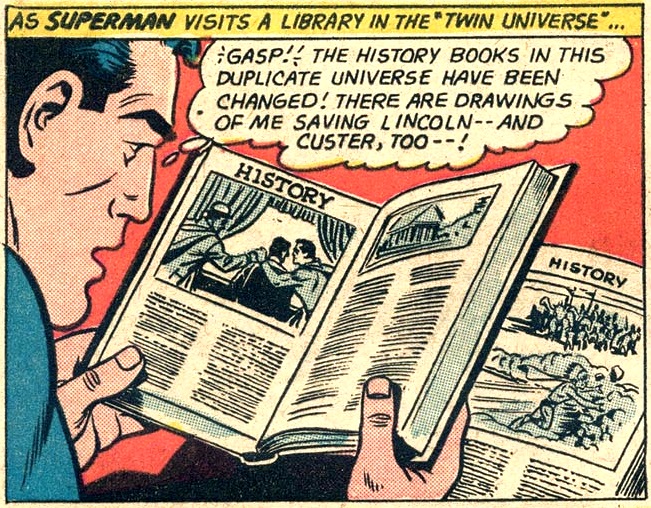 AS SUPERMAN VISITS A LIBRARY IN THE "TWIN UNIVERSE"...
:GASP!: THE HISTORY BOOKS IN THIS
DUPLICATE UNIVERSE HAVE BEEN
CHANGED! THERE ARE DRAWINGS
OF ME SAVING LINCOLN--AND
CUSTER, TOO--!
HISTORY
HISTORY